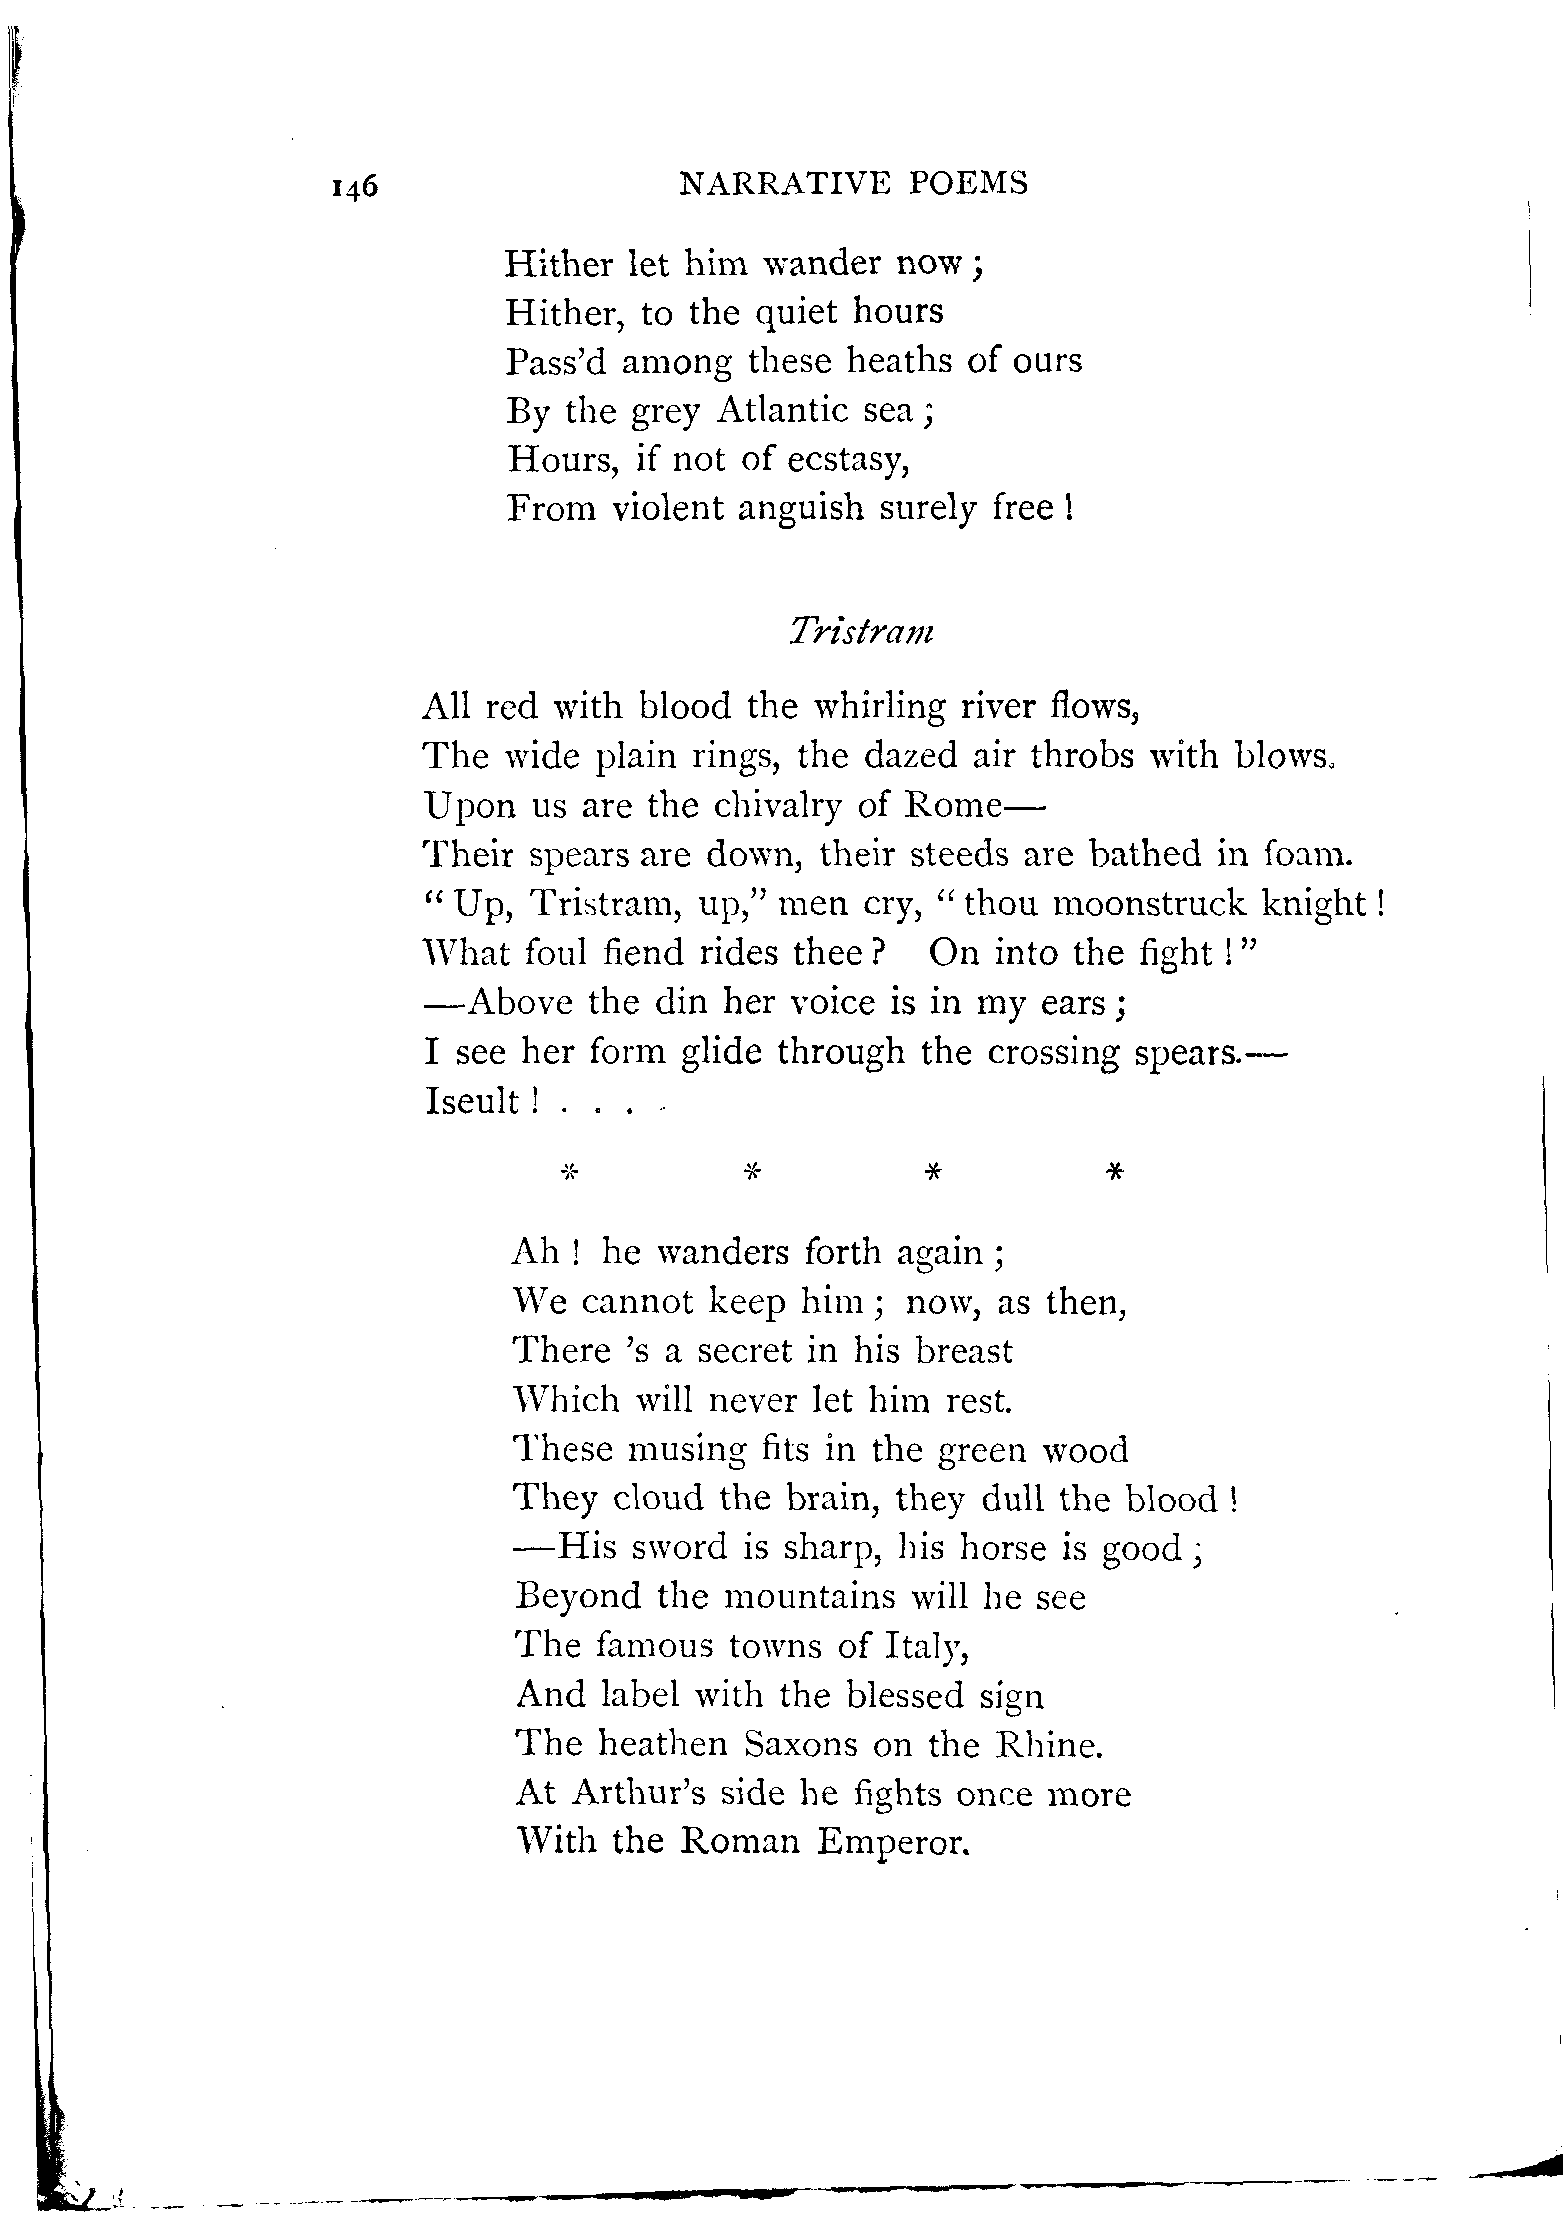 146 NARRATIVE POEMS
Hither let him wander now ;
Hither, to the quiet hours
Pass’d among these heaths of ours
By the grey Atlantic sea ;
Hours, if not of ecstasy,
From violent anguish surely free !
Tristram
All red with blood the whirling river flows,
The wide plain rings, the dazed air throbs with blows.
Upon us are the chivalry of Rome—
Their spears are down, their steeds are bathed in foam.
“ Up, Tristram, up,” men cry, “ thou moonstruck knight !
What foul fiend rides thee ? On into the fight ! ”
—Above the din her voice is in my ears ;
I see her form glide through the crossing spears.—
Iseult ! . . . .
* * * *
Ah ! he wanders forth again ;
We cannot keep him ; now, as then,
There ’s a secret in his breast
Which will never let him rest.
These musing fits in the green wood
They cloud the brain, they dull the blood !
—His sword is sharp, his horse is good ;
Beyond the mountains will he see
The famous towns of Italy,
And label with the blessed sign
The heathen Saxons on the Rhine.
At Arthur’s side he fights once more
With the Roman Emperor.